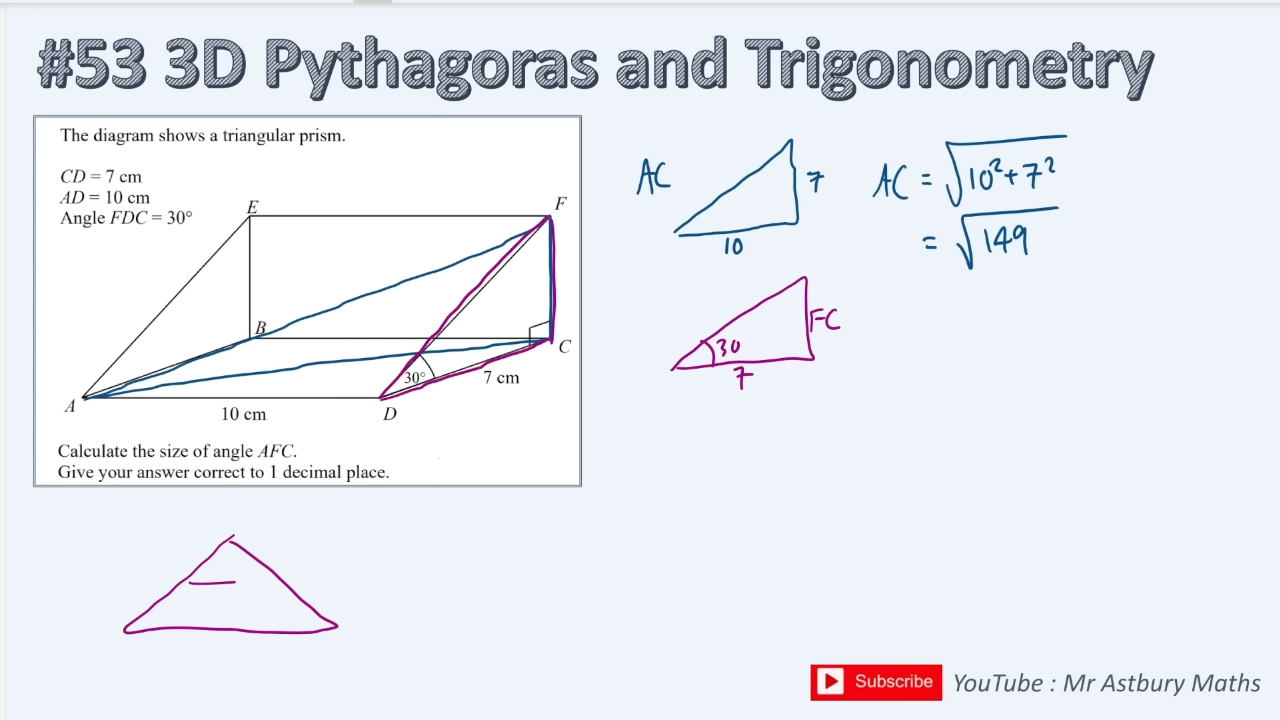 #53 3D Pythagoras and Trigonometry
The diagram shows a triangular prism.
CD = 7 cm
AD = 10 cm
Angle FDC = 30°
E
F
B
C
30°
7 cm
A
10 cm
D
Calculate the size of angle AFC.
Give your answer correct to 1 decimal place.
AC
7
10
AC = √10²+7²
= √149
FC
30
7
Subscribe
YouTube : Mr Astbury Maths